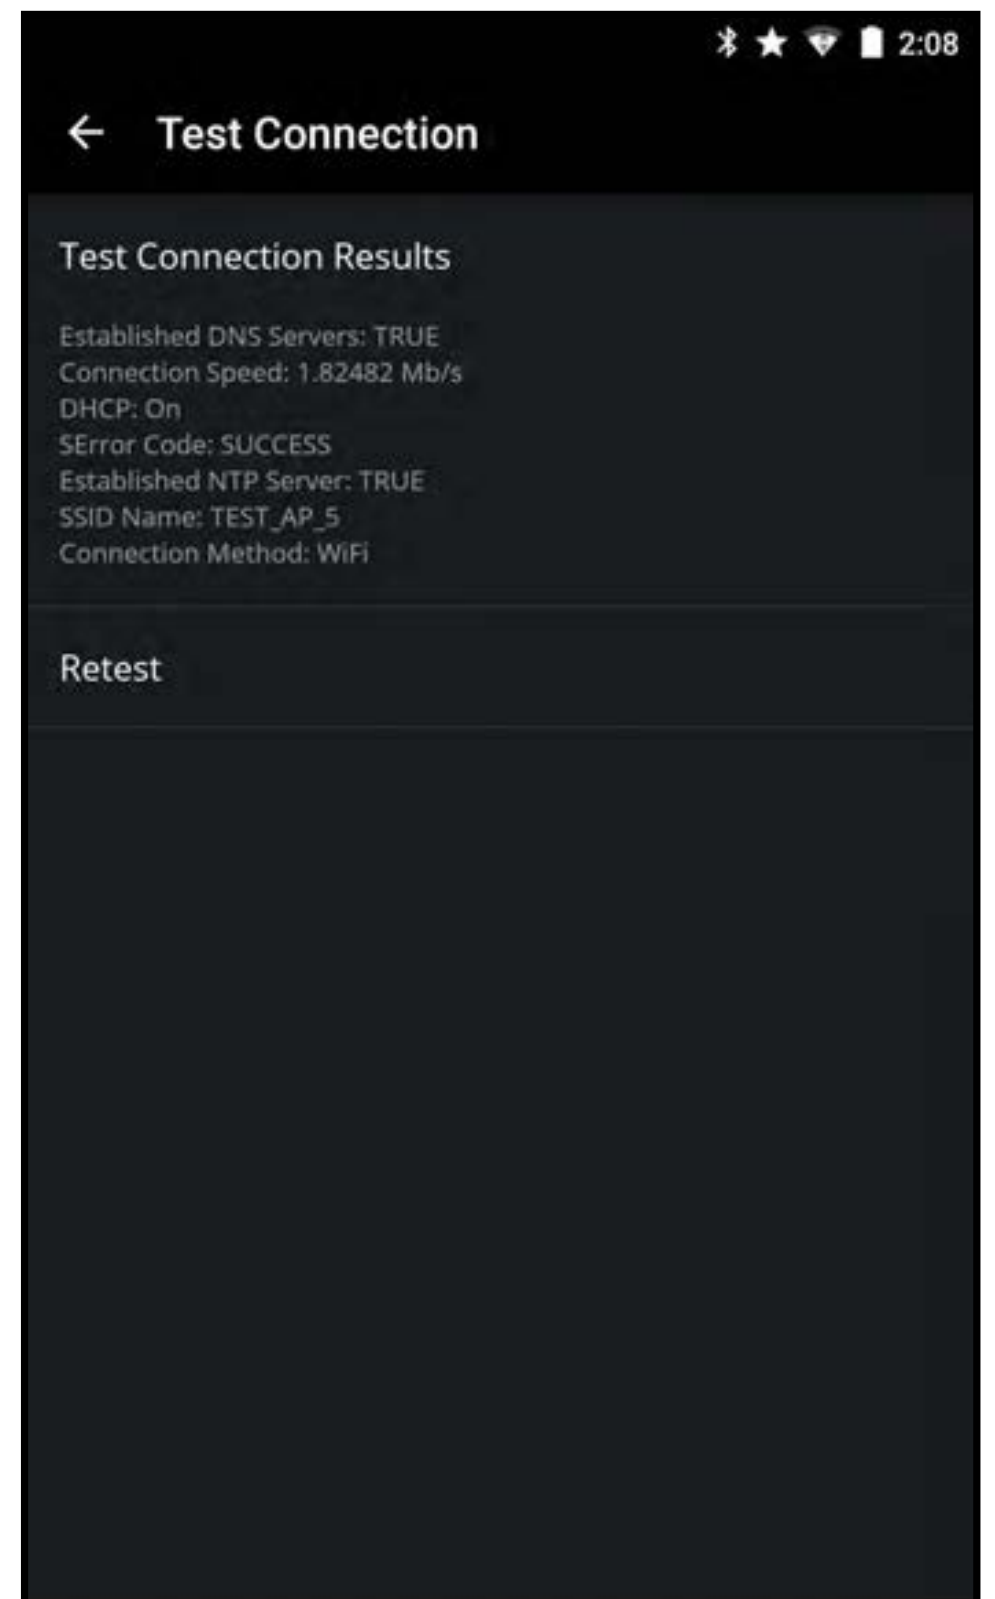 2:08
Test Connection
Test Connection Results
Established DNS Servers: TRUE
Connection Speed: 1.82482 Mb/s
DHCP: On
SError Code: SUCCESS
Established NTP Server: TRUE
SSID Name: TEST_AP_5
Connection Method: WiFi
Retest